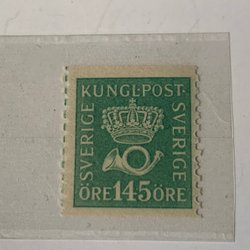 KUNGL·POST·
SVERIGE
SVERIGE
ÖRE 145 ÖRE